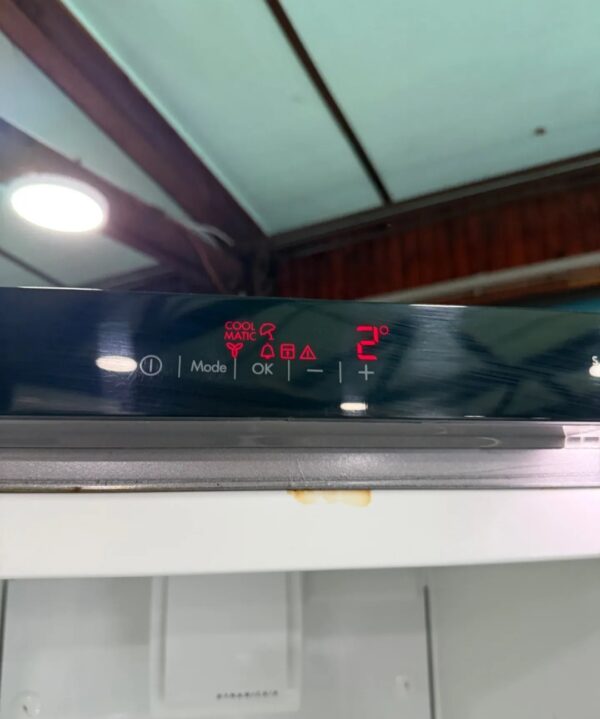 COOL
MATIC
2°
Mode | OK | − | +
S